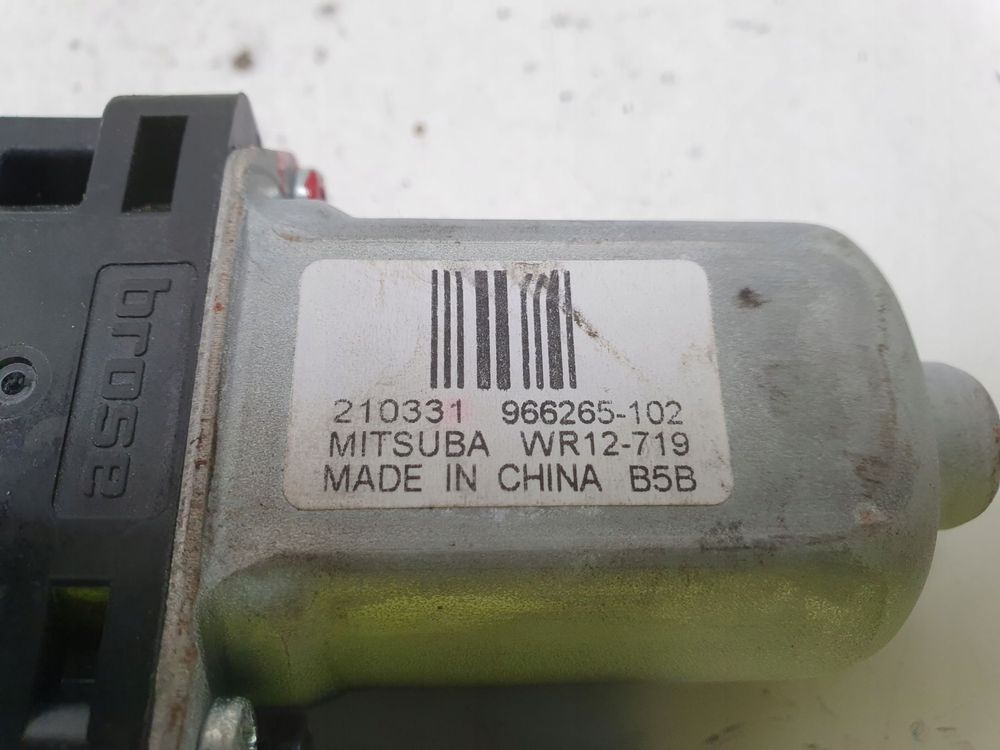 brose
210331 966265-102
MITSUBA WR12-719
MADE IN CHINA B5B